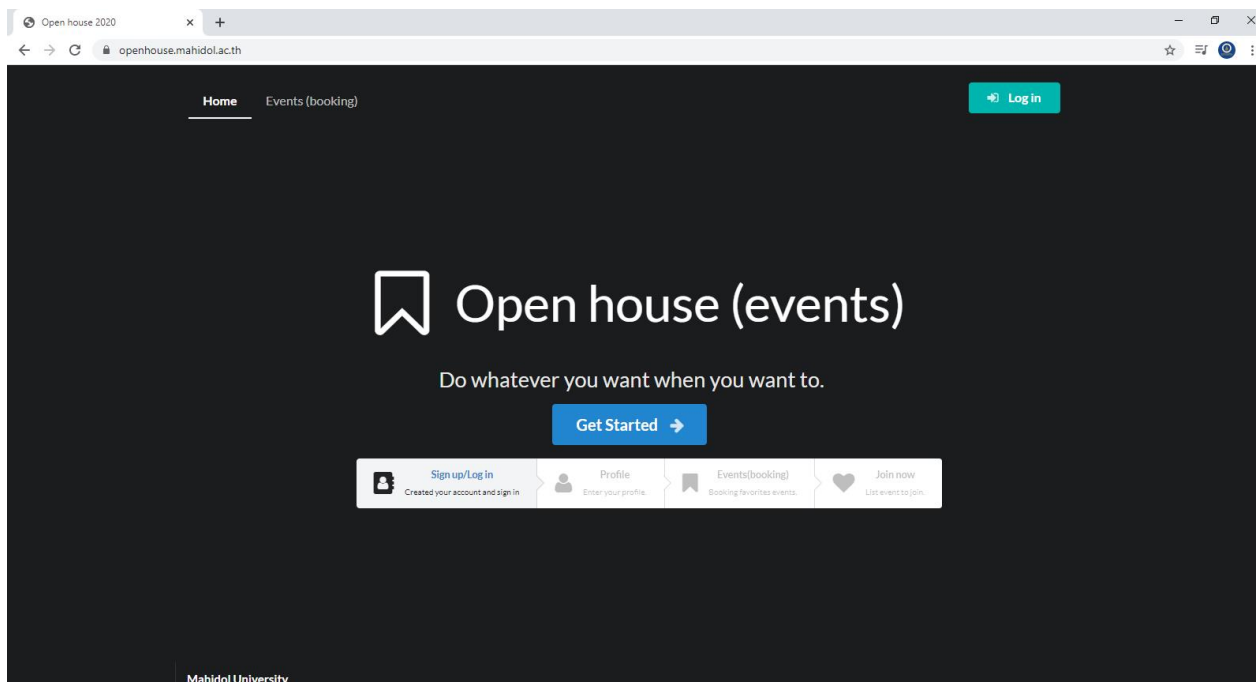 Open house 2020
openhouse.mahidol.ac.th
Home Events (booking) Log in
Open house (events)
Do whatever you want when you want to.
Get Started
Sign up/Log in
Created your account and sign in
Profile
Enter your profile.
Events(booking)
Booking favorites events.
Join now
List event to join.
Mahidol University